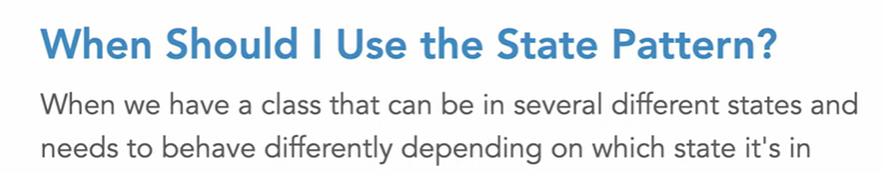 When Should I Use the State Pattern?
When we have a class that can be in several different states and
needs to behave differently depending on which state it's in